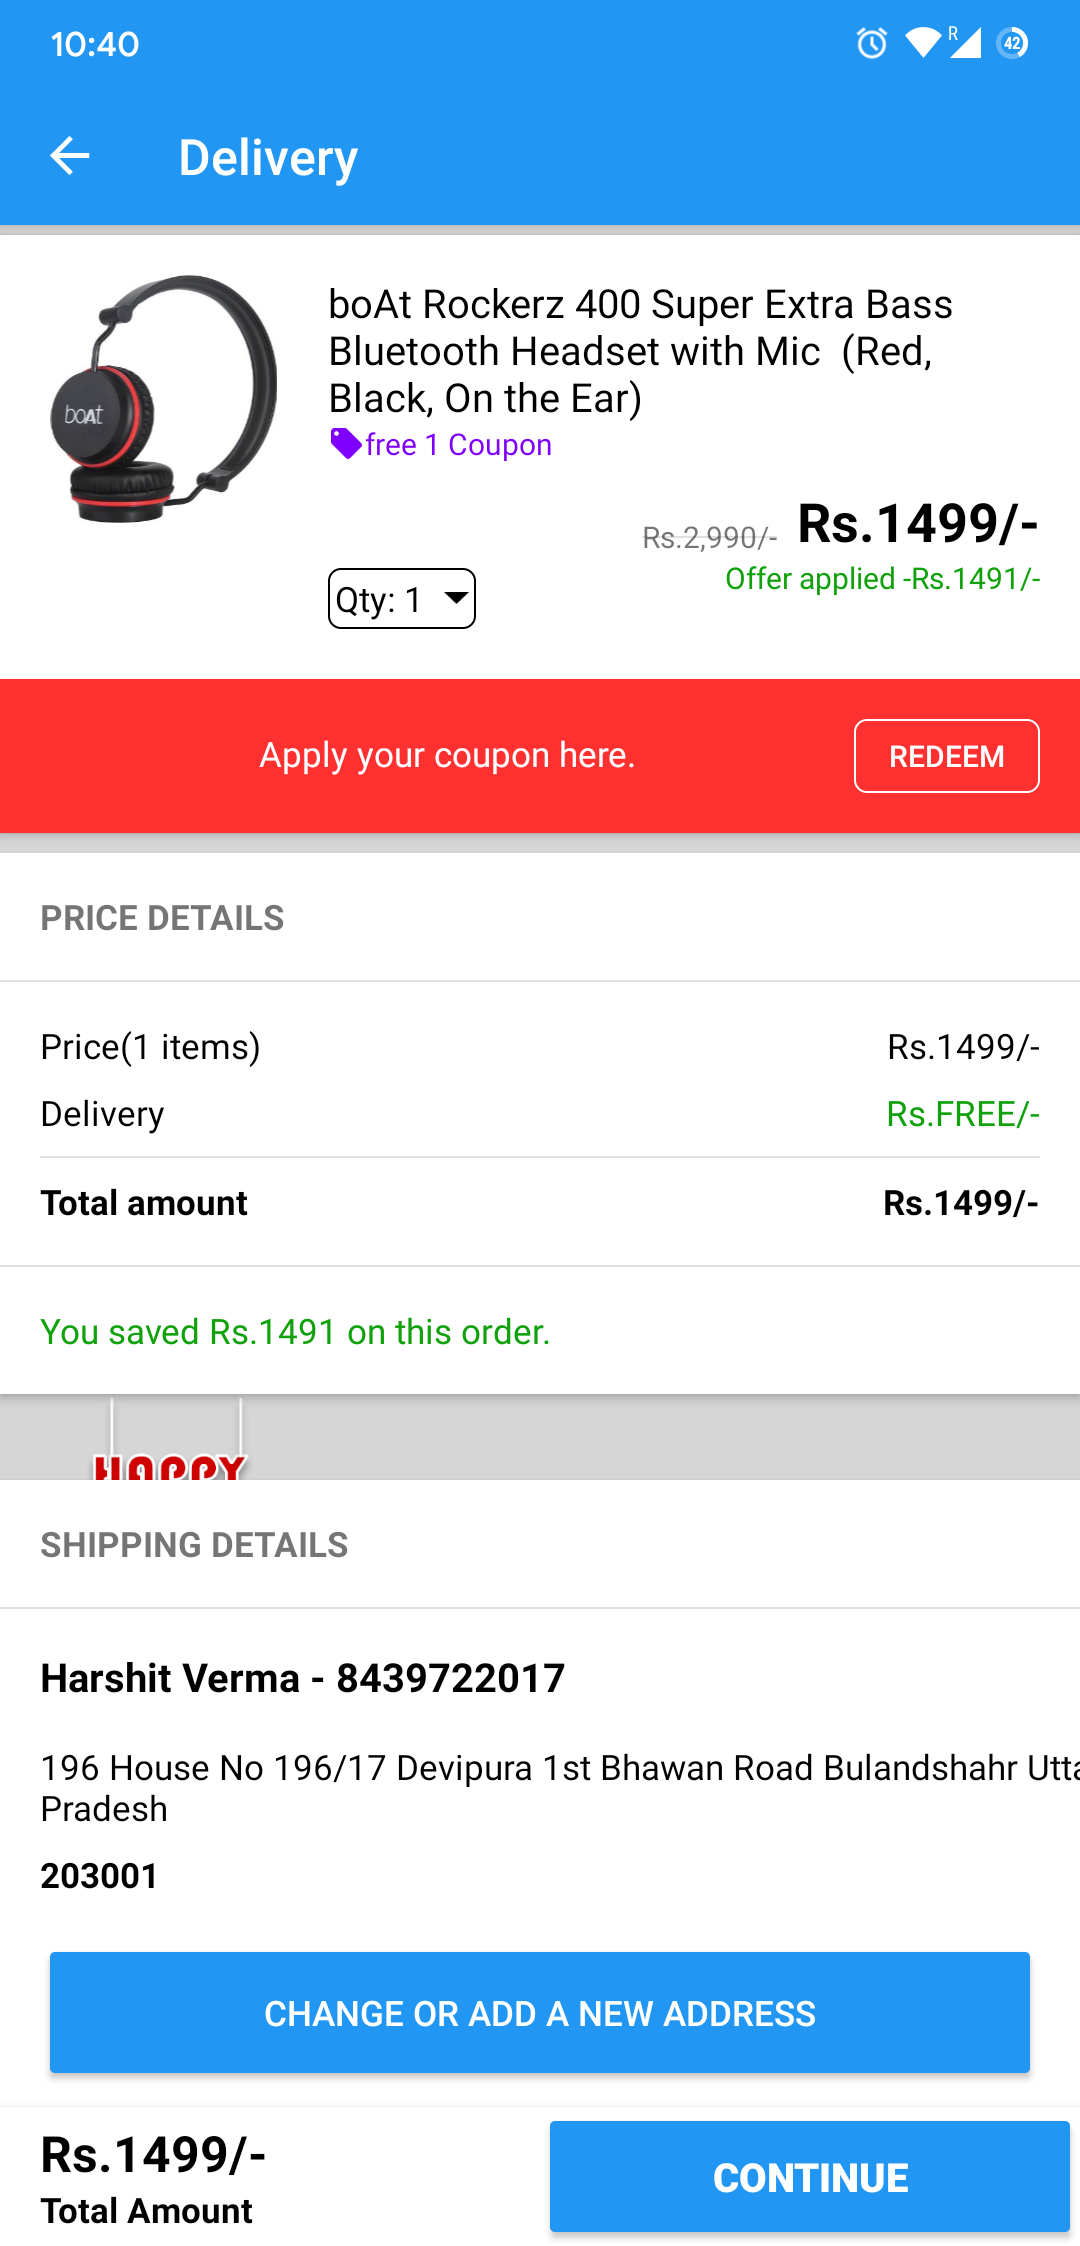 10:40
R
42
Delivery
boAt Rockerz 400 Super Extra Bass
Bluetooth Headset with Mic  (Red,
Black, On the Ear)
boAt
free 1 Coupon
Rs.2,990/- Rs.1499/-
Offer applied -Rs.1491/-
Qty: 1
Apply your coupon here.
REDEEM
PRICE DETAILS
Price(1 items) Rs.1499/-
Delivery Rs.FREE/-
Total amount Rs.1499/-
You saved Rs.1491 on this order.
HAPPY
SHIPPING DETAILS
Harshit Verma - 8439722017
196 House No 196/17 Devipura 1st Bhawan Road Bulandshahr Utta
Pradesh
203001
CHANGE OR ADD A NEW ADDRESS
Rs.1499/-
Total Amount
CONTINUE